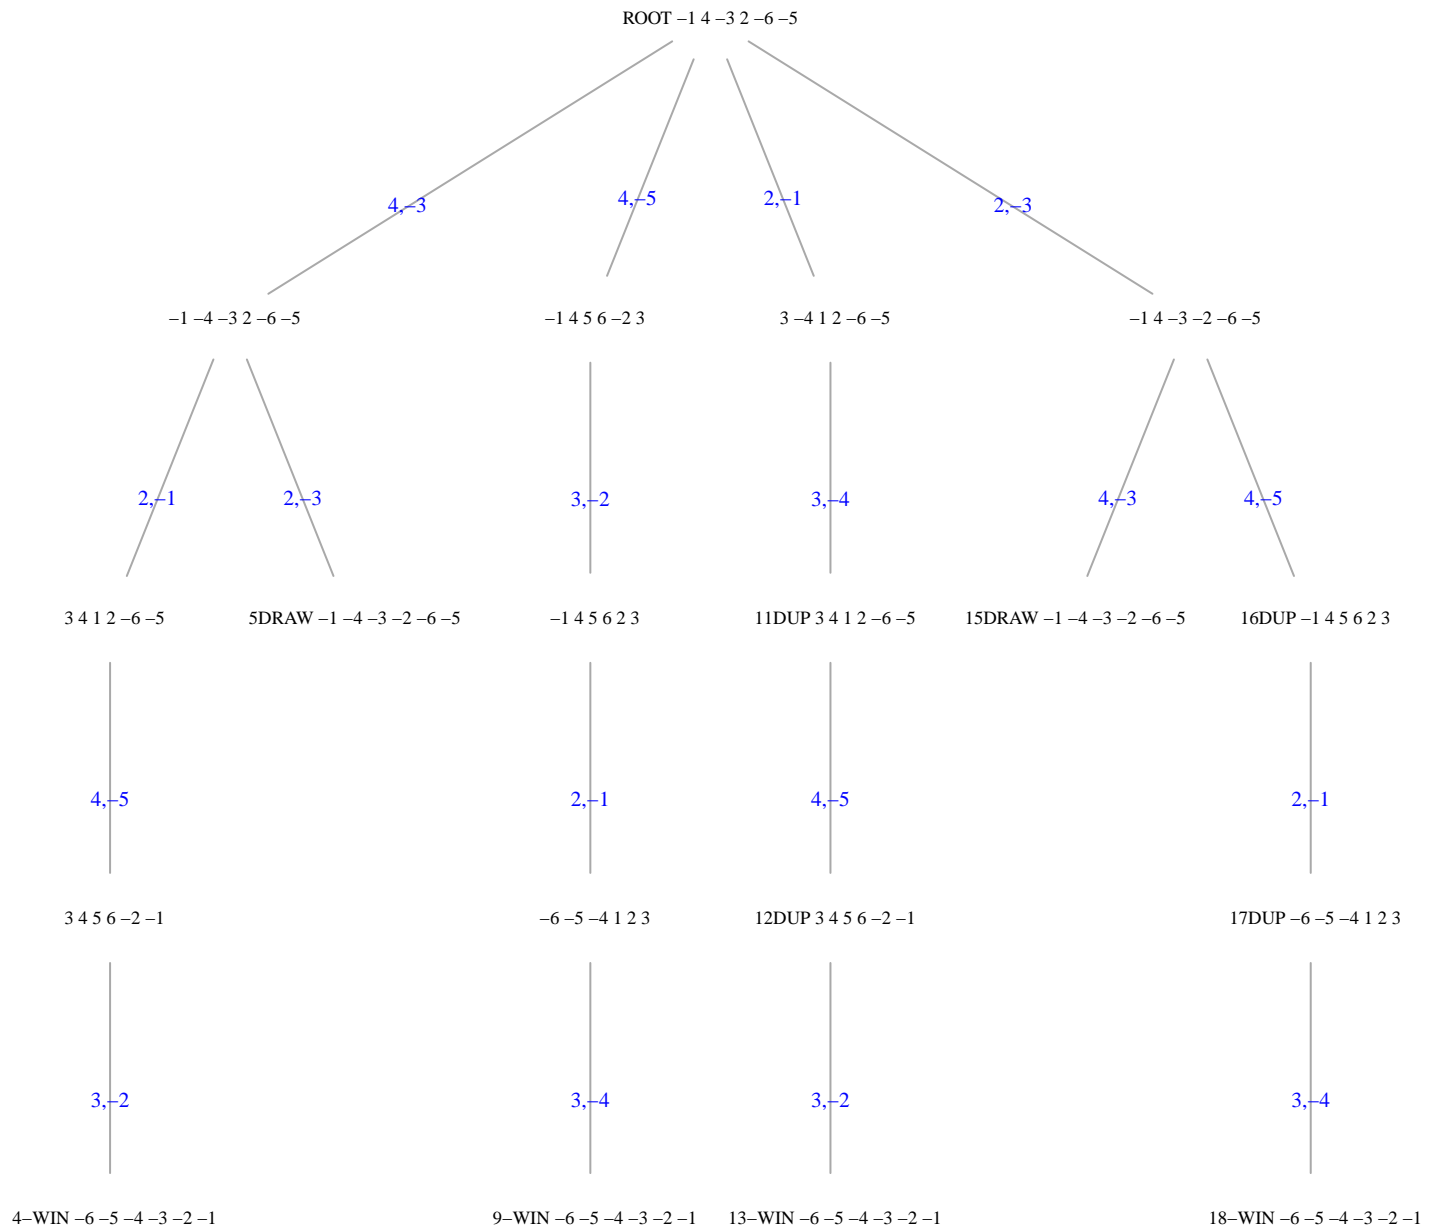 ROOT –1 4 –3 2 –6 –5
4,–3
4,–5
2,–1
2,–3
–1 –4 –3 2 –6 –5
–1 4 5 6 –2 3
3 –4 1 2 –6 –5
–1 4 –3 –2 –6 –5
2,–1
2,–3
3,–2
3,–4
4,–3
4,–5
3 4 1 2 –6 –5
5DRAW –1 –4 –3 –2 –6 –5
–1 4 5 6 2 3
11DUP 3 4 1 2 –6 –5
15DRAW –1 –4 –3 –2 –6 –5
16DUP –1 4 5 6 2 3
4,–5
2,–1
4,–5
2,–1
3 4 5 6 –2 –1
–6 –5 –4 1 2 3
12DUP 3 4 5 6 –2 –1
17DUP –6 –5 –4 1 2 3
3,–2
3,–4
3,–2
3,–4
4–WIN –6 –5 –4 –3 –2 –1
9–WIN –6 –5 –4 –3 –2 –1
13–WIN –6 –5 –4 –3 –2 –1
18–WIN –6 –5 –4 –3 –2 –1